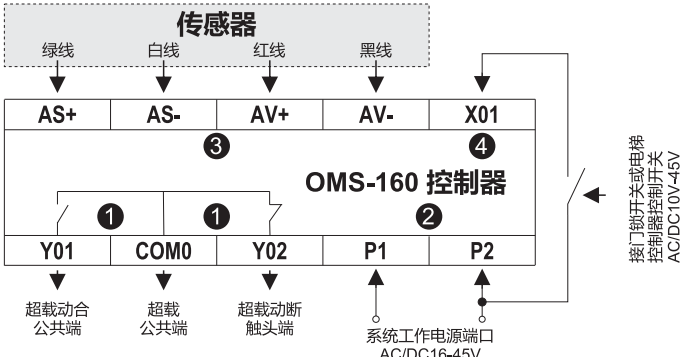 传感器
绿线 白线 红线 黑线
AS+ AS- AV+ AV- X01
3 4
OMS-160 控制器
1 1 2
Y01 COM0 Y02 P1 P2
超载动合
公共端
超载
公共端
超载动断
触头端
系统工作电源端口
AC/DC16-45V
接门锁开关或电梯
控制器控制开关
AC/DC10V-45V